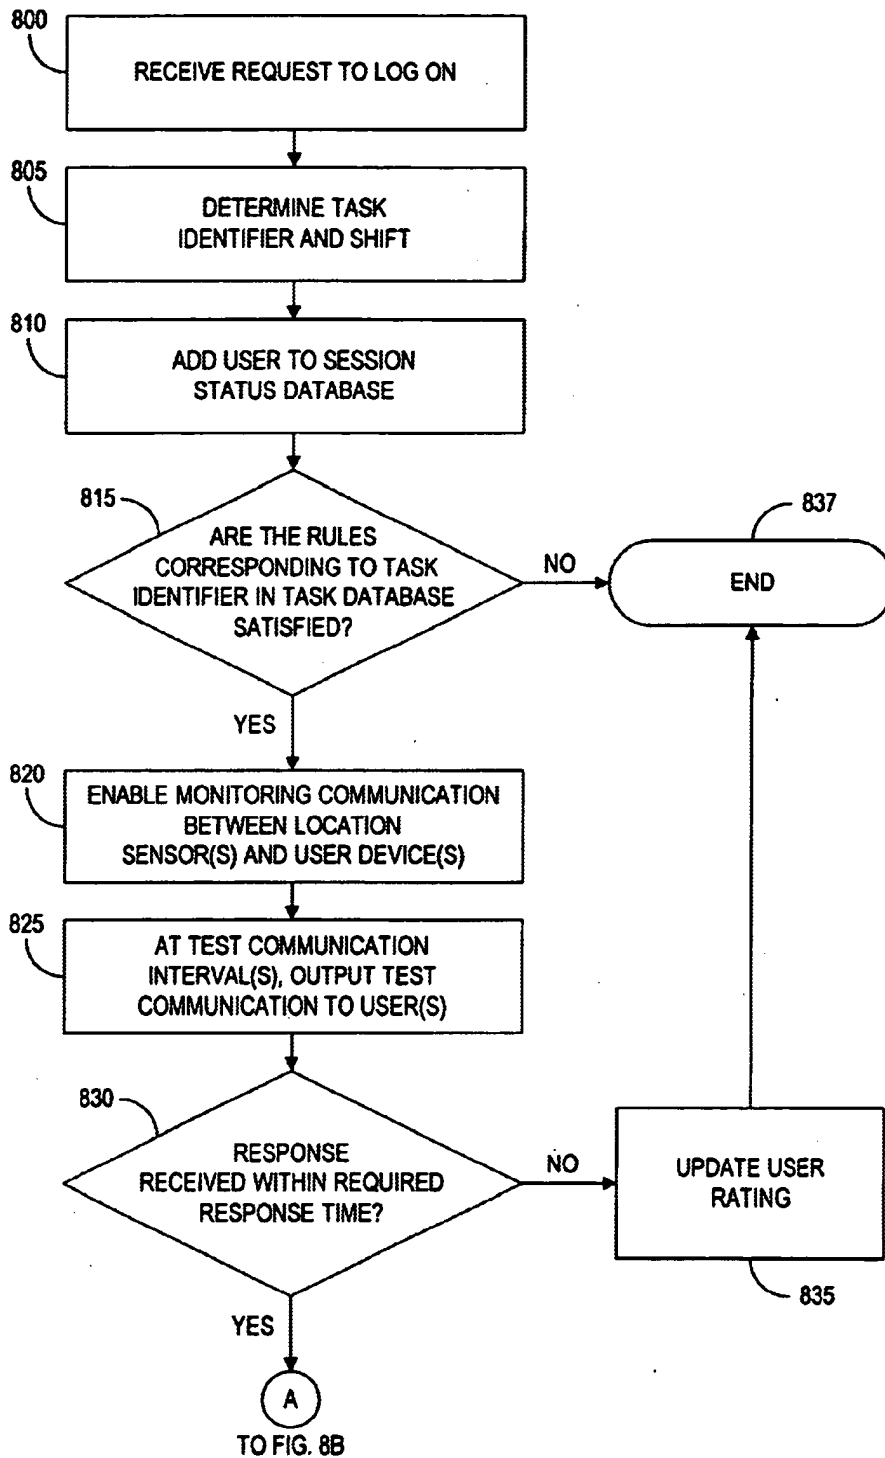 800
RECEIVE REQUEST TO LOG ON
805
DETERMINE TASK
IDENTIFIER AND SHIFT
810
ADD USER TO SESSION
STATUS DATABASE
815
ARE THE RULES
CORRESPONDING TO TASK
IDENTIFIER IN TASK DATABASE
SATISFIED?
NO
837
END
YES
820
ENABLE MONITORING COMMUNICATION
BETWEEN LOCATION
SENSOR(S) AND USER DEVICE(S)
825
AT TEST COMMUNICATION
INTERVAL(S), OUTPUT TEST
COMMUNICATION TO USER(S)
830
RESPONSE
RECEIVED WITHIN REQUIRED
RESPONSE TIME?
NO
UPDATE USER
RATING
835
YES
A
TO FIG. 8B